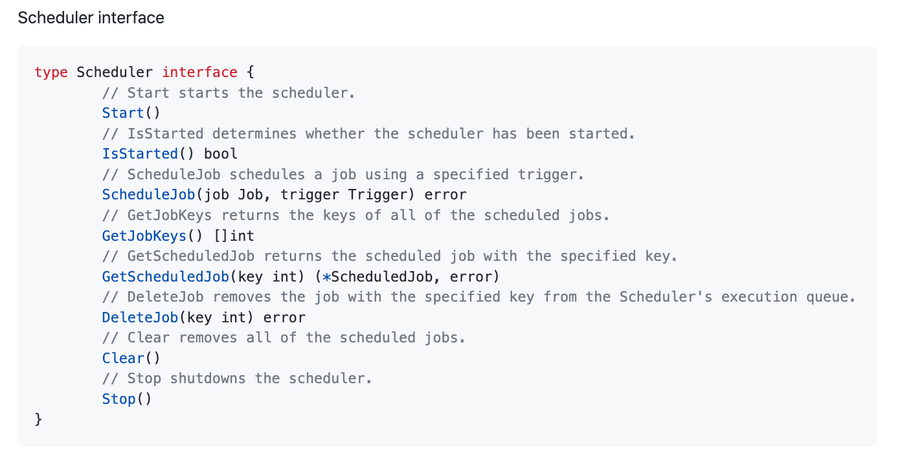 Scheduler interface
type Scheduler interface {
// Start starts the scheduler.
Start()
// IsStarted determines whether the scheduler has been started.
IsStarted() bool
// ScheduleJob schedules a job using a specified trigger.
ScheduleJob(job Job, trigger Trigger) error
// GetJobKeys returns the keys of all of the scheduled jobs.
GetJobKeys() []int
// GetScheduledJob returns the scheduled job with the specified key.
GetScheduledJob(key int) (*ScheduledJob, error)
// DeleteJob removes the job with the specified key from the Scheduler's execution queue.
DeleteJob(key int) error
// Clear removes all of the scheduled jobs.
Clear()
// Stop shutdowns the scheduler.
Stop()
}